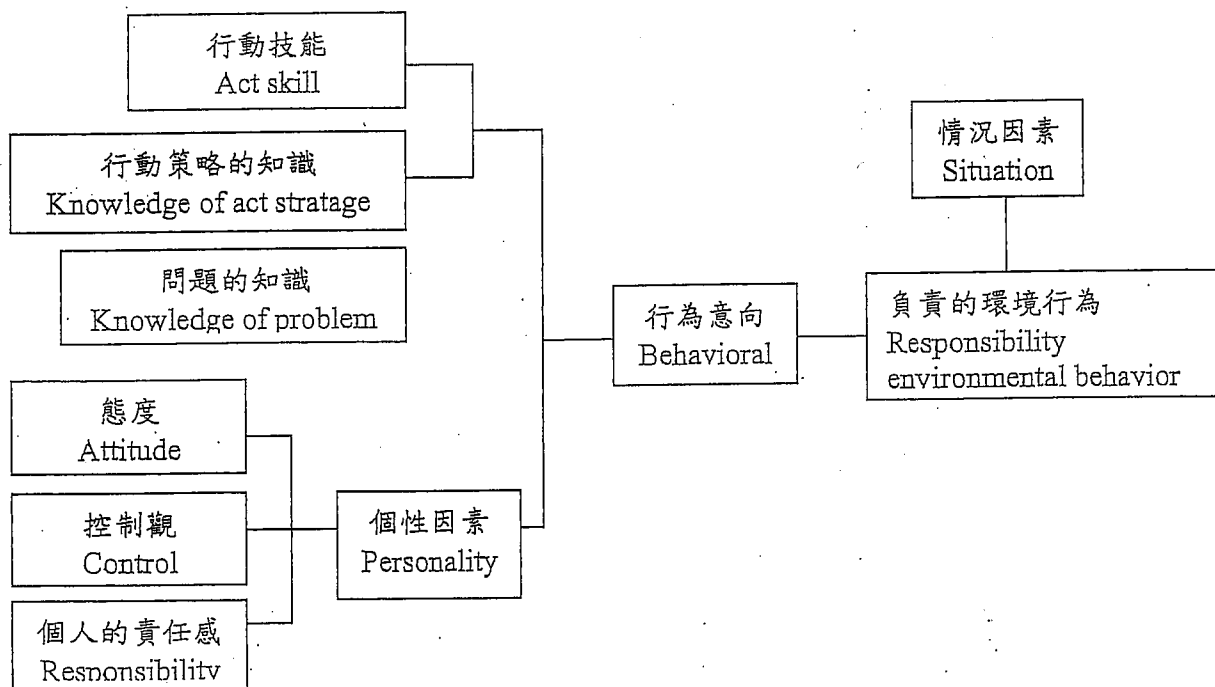 行動技能
Act skill
行動策略的知識
Knowledge of act stratage
問題的知識
Knowledge of problem
態度
Attitude
控制觀
Control
個人的責任感
Responsibility
個性因素
Personality
行為意向
Behavioral
情況因素
Situation
負責的環境行為
Responsibility
environmental behavior